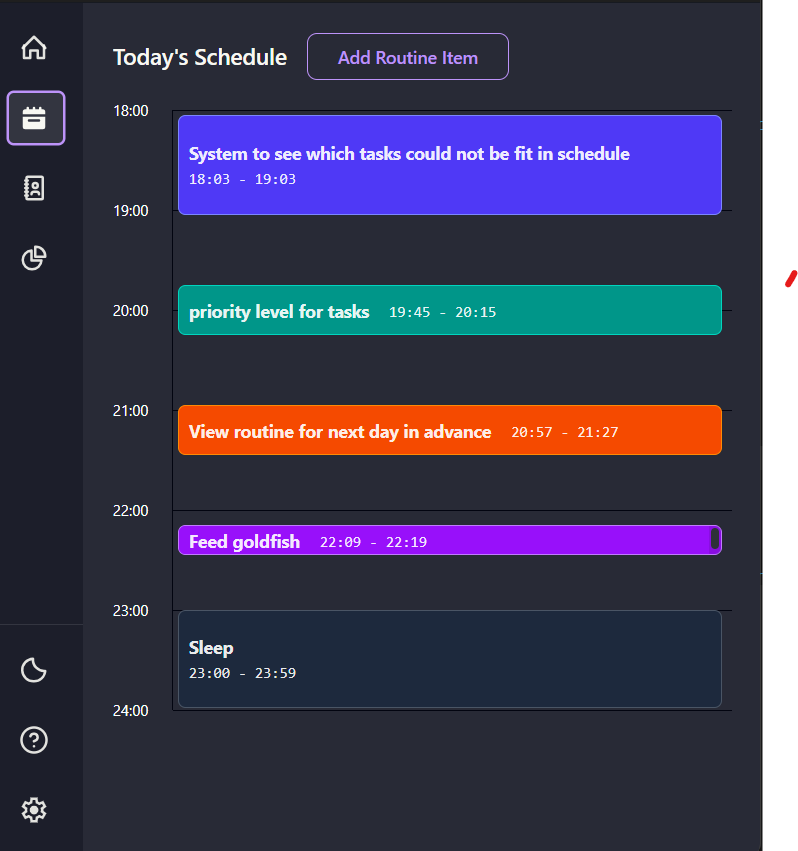 Today's Schedule
Add Routine Item
18:00
System to see which tasks could not be fit in schedule
18:03 - 19:03
19:00
20:00
priority level for tasks 19:45 - 20:15
21:00
View routine for next day in advance 20:57 - 21:27
22:00
Feed goldfish 22:09 - 22:19
23:00
Sleep
23:00 - 23:59
24:00